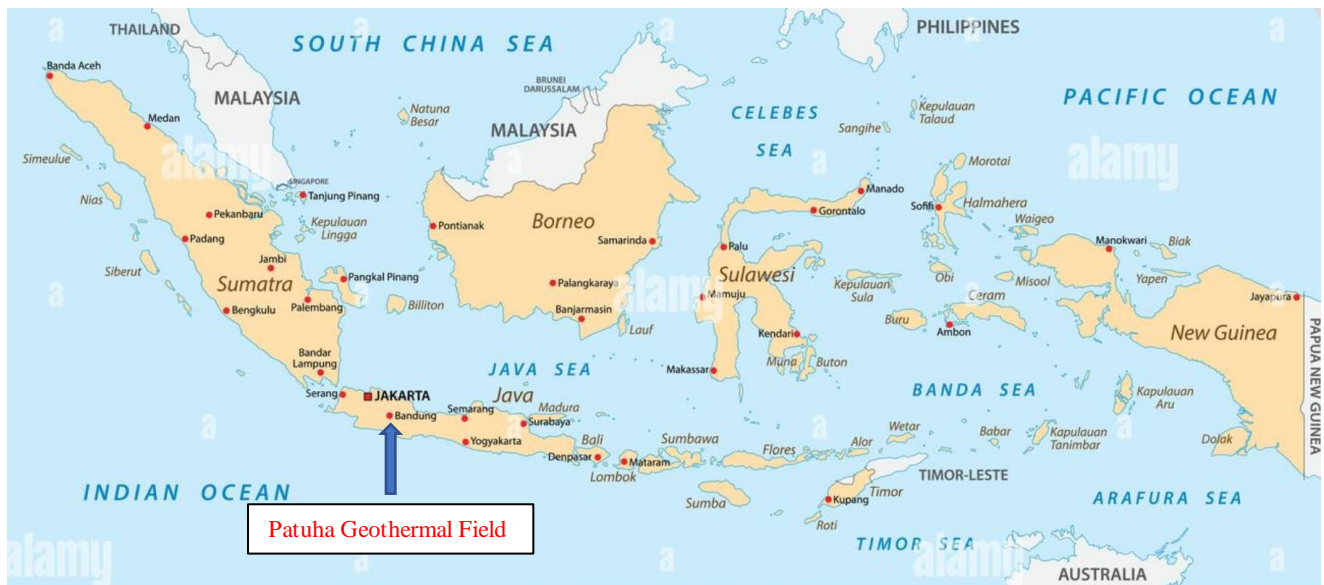 THAILAND
SOUTH CHINA SEA
PHILIPPINES
Banda Aceh
MALAYSIA
BRUNEI
DARUSSALAM
Natuna
Besar
MALAYSIA
CELEBES
SEA
Kepulauan
Talaud
Sangihe
PACIFIC OCEAN
Medan
alamy
alamy
a
a
a
a
Simeulue
SINGAPORE
Tanjung Pinang
Morotai
Nias
Manado
Pekanbaru
Kepulauan
Lingga
Pontianak
Borneo
Gorontalo
Sofifi
Halmahera
Waigeo
Padang
Samarinda
Palu
Manokwari
Biak
Siberut
Jambi
Sumatra
Pangkal Pinang
Palangkaraya
alamy
Sulawesi
Kepulauan
Sula
Obi
Misool
Yapen
a
a
Mamuju
Ceram
Jayapura
Bengkulu
Palembang
Billiton
Banjarmasin
Lauf
Buru
Ambon
New Guinea
PAPUA NEW GUINEA
Kendari
Bandar
Lampung
JAVA SEA
Makassar
Muna
Buton
BANDA SEA
Kapulauan
Aru
Serang
JAKARTA
Java
Bandung
Semarang
Madura
Surabaya
a
a
a
Yogyakarta
Bali
Sumbawa
Flores
Alor
Wetar
Babar
Kapulauan
Tanimbar
Dolak
Denpasar
Lombok
Mataram
Sumba
TIMOR-LESTE
Timor
Kupang
Roti
INDIAN OCEAN
ARAFURA SEA
Patuha Geothermal Field
TIMOR SEA
alamy
alamy
a
a
AUSTRALIA